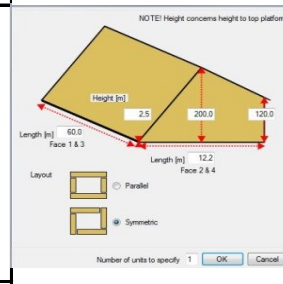 NOTE! Height concerns height to top platform
Height [m]
2,5
200,0
120,0
Length [m] 60,0
Face 1 & 3
Length [m] 12,2
Face 2 & 4
Layout
Parallel
Symmetric
Number of units to specify 1 OK Cancel